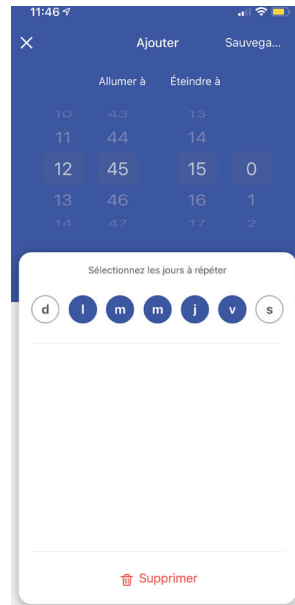 11:46
Ajouter Sauvega...
Allumer à Éteindre à
10 43 13
11 44 14
12 45 15 0
13 46 16 1
14 47 17 2
Sélectionnez les jours à répéter
d l m m j v s
Supprimer